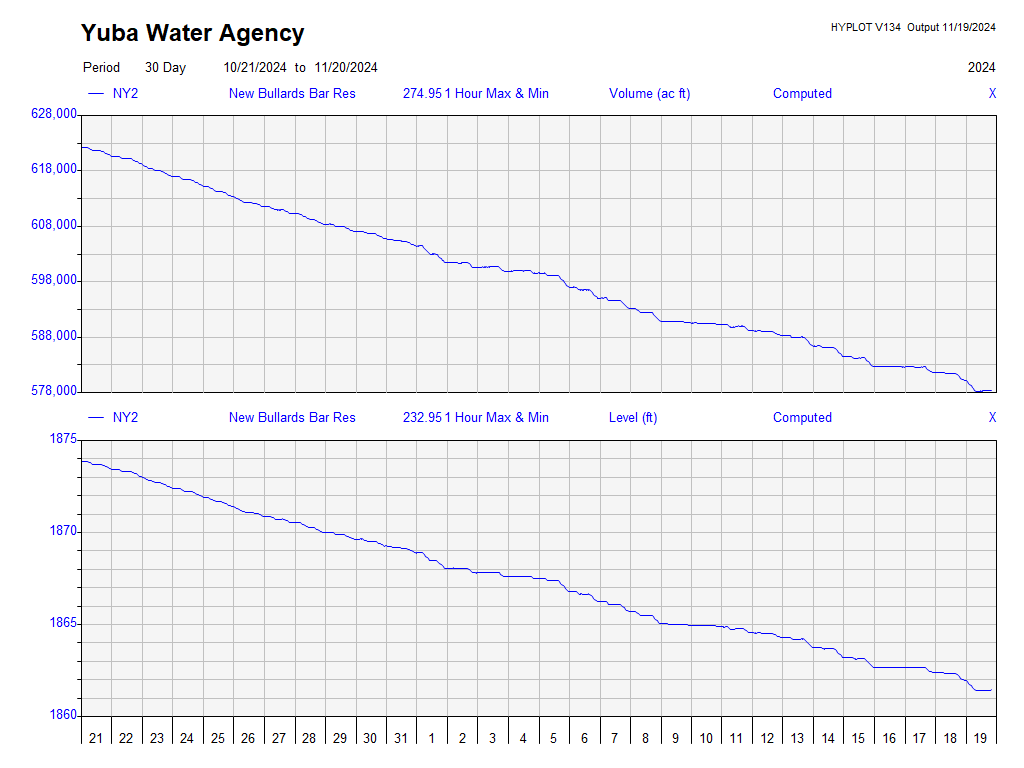 Yuba Water Agency
HYPLOT V134 Output 11/19/2024
Period 30 Day 10/21/2024 to 11/20/2024 2024
NY2 New Bullards Bar Res 274.95 1 Hour Max & Min Volume (ac ft) Computed X
628,000
618,000
608,000
598,000
588,000
578,000
NY2 New Bullards Bar Res 232.95 1 Hour Max & Min Level (ft) Computed X
1875
1870
1865
1860
21 22 23 24 25 26 27 28 29 30 31 1 2 3 4 5 6 7 8 9 10 11 12 13 14 15 16 17 18 19